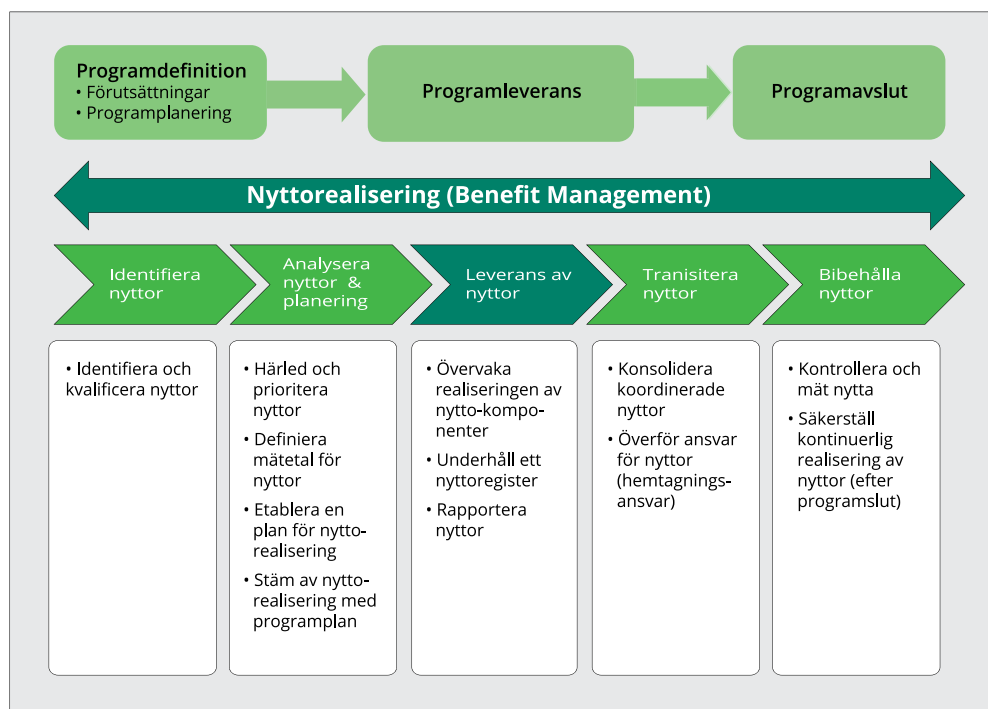 Programdefinition
• Förutsättningar
• Programplanering
Programleverans
Programavslut
Nyttorealisering (Benefit Management)
Identifiera
nyttor
Analysera
nyttor &
planering
Leverans av
nyttor
Tranisitera
nyttor
Bibehålla
nyttor
• Identifiera och
kvalificera nyttor
• Härled och
prioritera
nyttor
• Definiera
mätetal för
nyttor
• Etablera en
plan för nytto-
realisering
• Stäm av nytto-
realisering med
programplan
• Övervaka
realiseringen av
nytto-kompo-
nenter
• Underhåll ett
nyttoregister
• Rapportera
nyttor
• Konsolidera
koordinerade
nyttor
• Överför ansvar
för nyttor
(hemtagnings-
ansvar)
• Kontrollera och
mät nytta
• Säkerställ
kontinuerlig
realisering av
nyttor (efter
programslut)